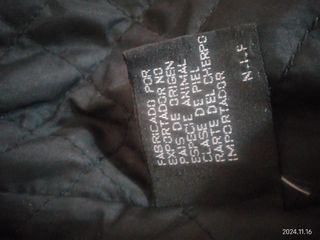 FABRICADO POR
EXPORTADOR NO
PAIS DE ORIGEN
ESPECIE ANIMAL
CLASE DE PIEL
PARTE DEL CUERPO
IMPORTADOR
N.I.F
2024.11.16